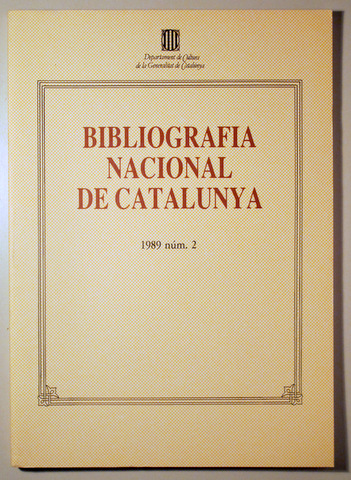 Departament de Cultura
de la Generalitat de Catalunya
BIBLIOGRAFIA
NACIONAL
DE CATALUNYA
1989 núm. 2